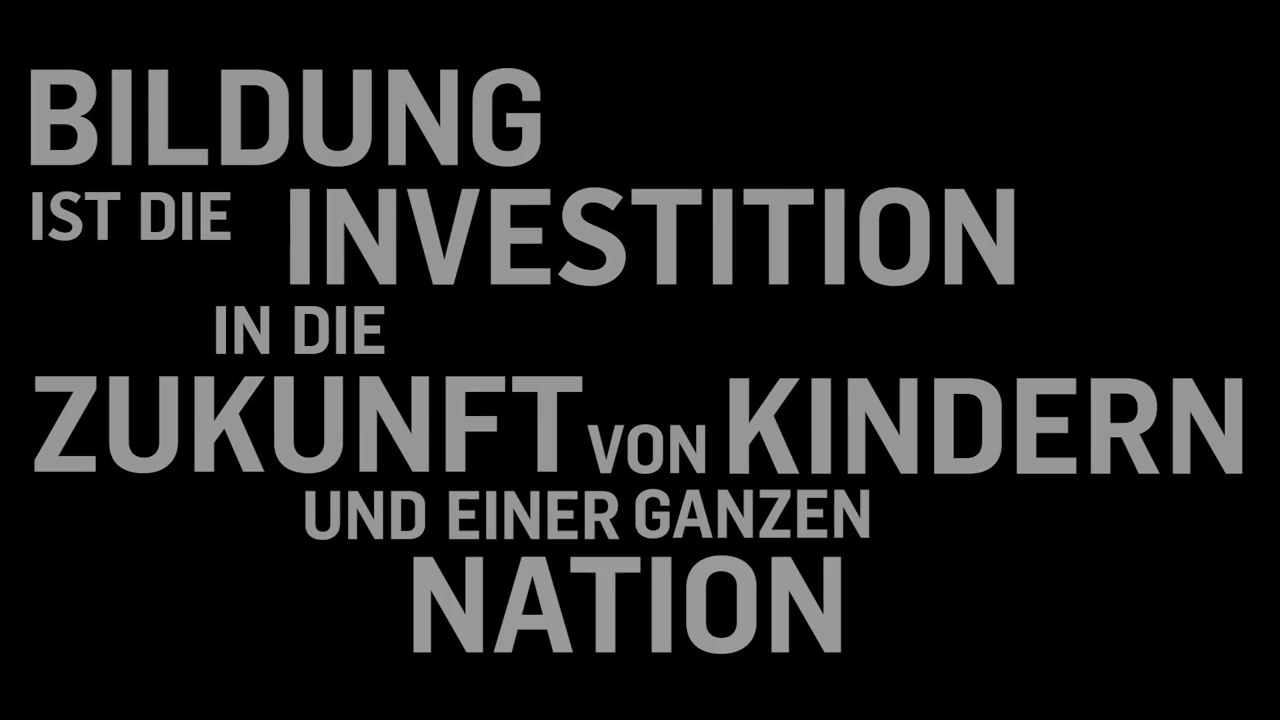 BILDUNG
IST DIE INVESTITION
IN DIE
ZUKUNFT VON KINDERN
UND EINER GANZEN
NATION